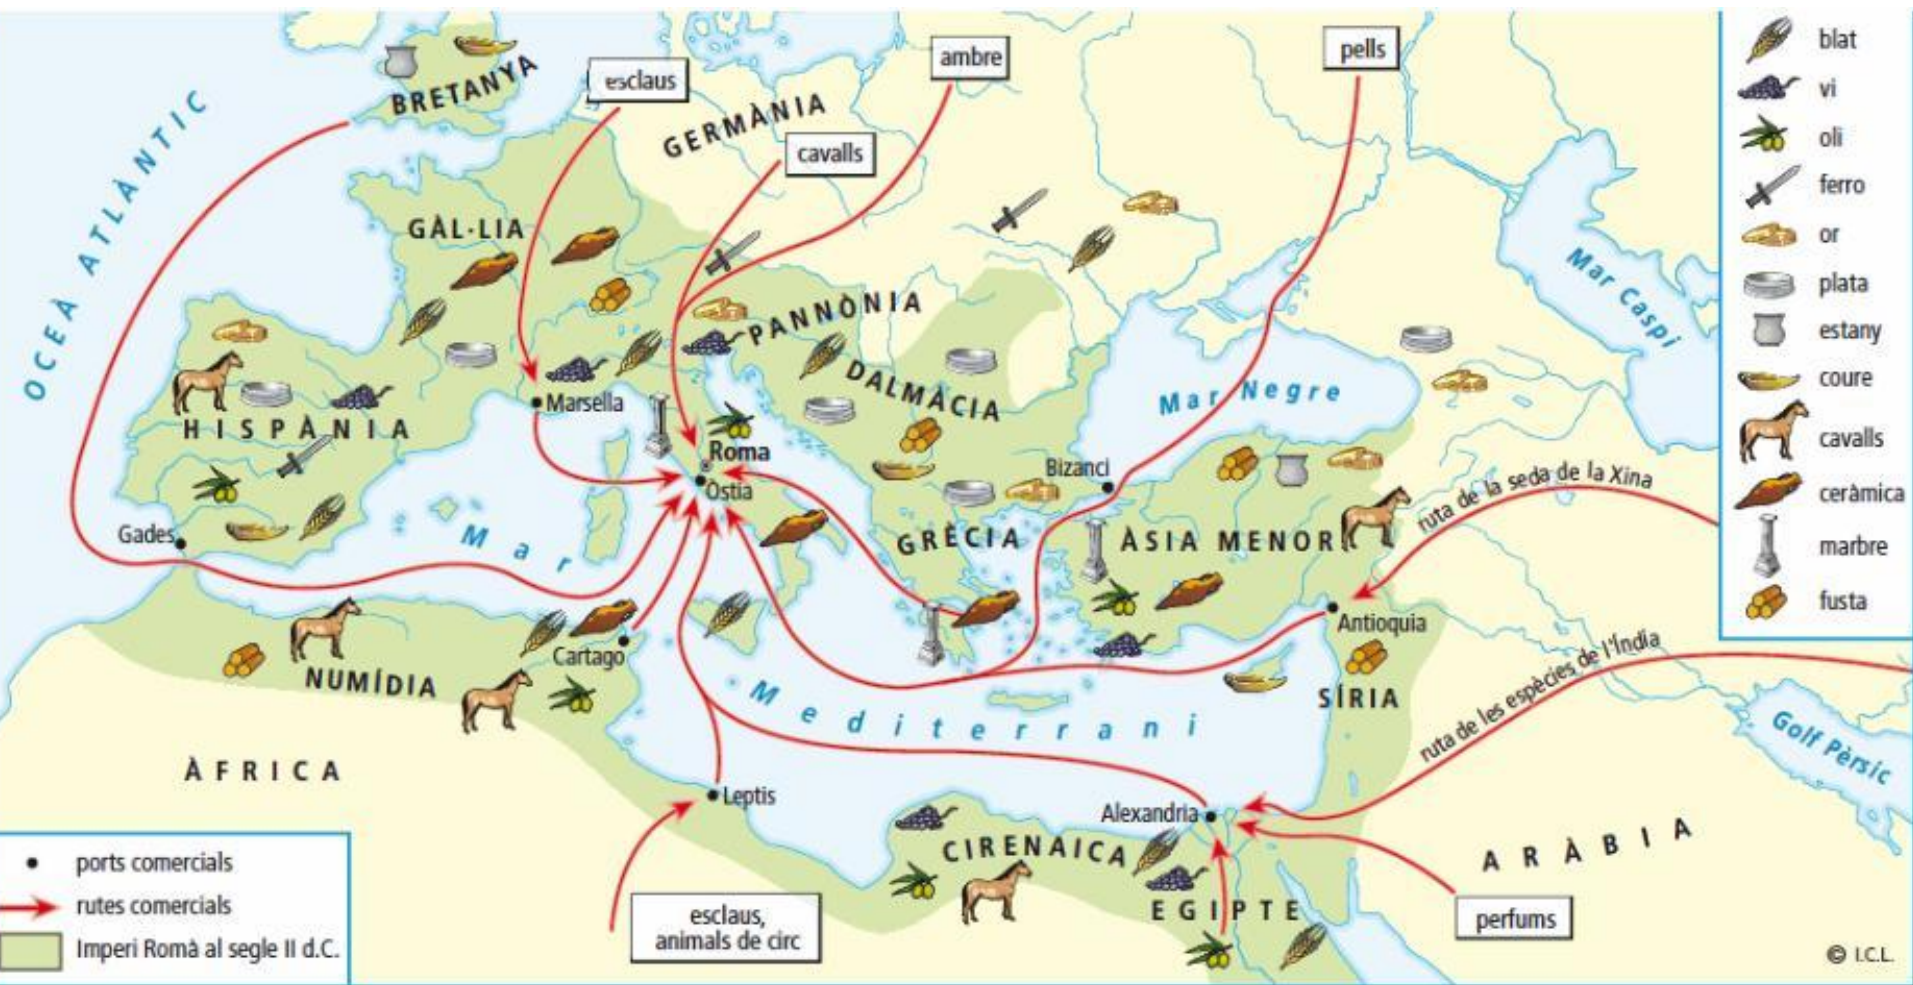 esclaus
ambre
pells
cavalls
BRETANYA
GERMÀNIA
OCEÀ ATLÀNTIC
GÀL·LIA
PANNÒNIA
DALMÀCIA
Mar Caspi
Mar Negre
HISPÀNIA
Marsella
Roma
Òstia
Bizanci
Gades
Mar
GRÈCIA
ÀSIA MENOR
ruta de la seda de la Xina
Antioquia
Cartago
NUMÍDIA
Mediterrani
SÍRIA
ruta de les espècies de l'Índia
Golf Pèrsic
ÀFRICA
Leptis
Alexandria
CIRENAICA
ARÀBIA
EGIPTE
esclaus,
animals de circ
perfums
blat
vi
oli
ferro
or
plata
estany
coure
cavalls
ceràmica
marbre
fusta
ports comercials
rutes comercials
Imperi Romà al segle II d.C.
© I.C.L.